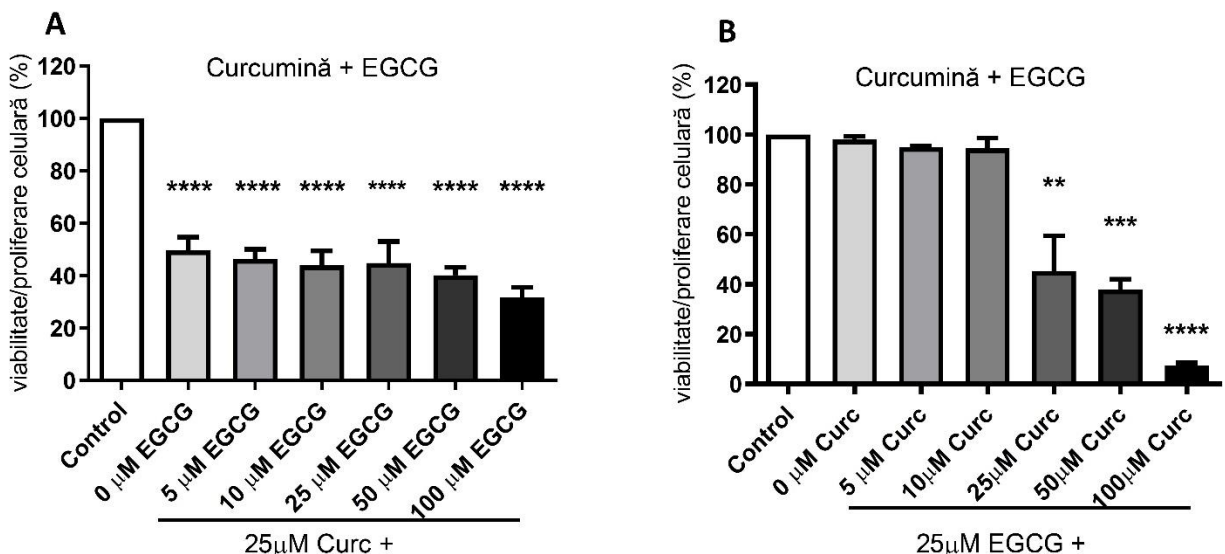 A
Curcumină + EGCG
viabilitate/proliferare celulară (%)
120
100
80
60
40
20
0
**** **** **** **** **** ****
Control
0 µM EGCG
5 µM EGCG
10 µM EGCG
25 µM EGCG
50 µM EGCG
100 µM EGCG
25µM Curc +
B
Curcumină + EGCG
viabilitate/proliferare celulară (%)
120
100
80
60
40
20
0
**
***
****
Control
0 µM Curc
5 µM Curc
10µM Curc
25µM Curc
50µM Curc
100µM Curc
25µM EGCG +